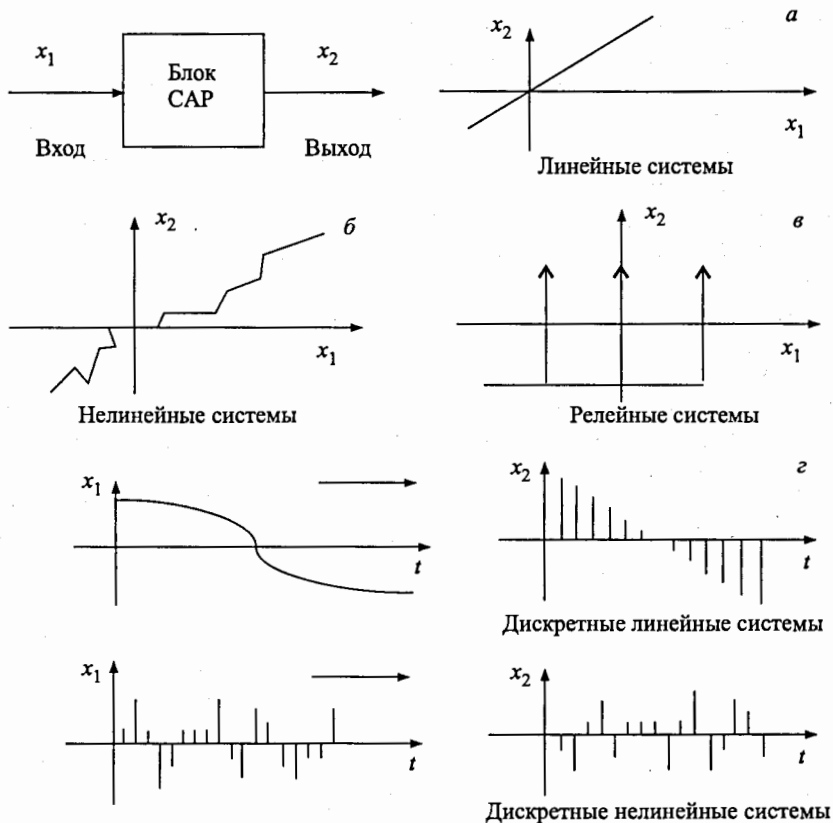 x₁
Блок
САР
x₂
Вход
Выход
x₂
а
x₁
Линейные системы
x₂
б
x₁
Нелинейные системы
x₂
в
x₁
Релейные системы
x₁
t
x₂
г
t
Дискретные линейные системы
x₁
t
x₂
t
Дискретные нелинейные системы